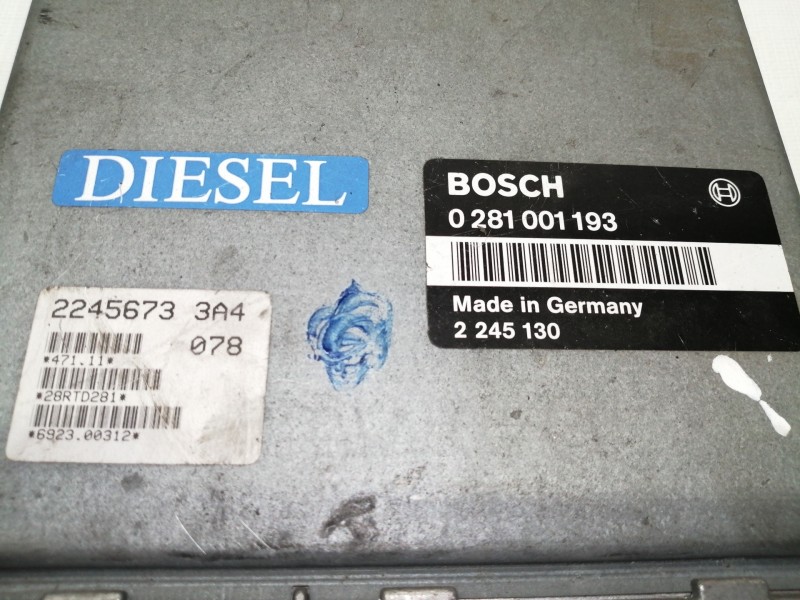 DIESEL
BOSCH
0 281 001 193
Made in Germany
2 245 130
2245673 3A4
078
*471.11*
*28RTD281*
*6923.00312*